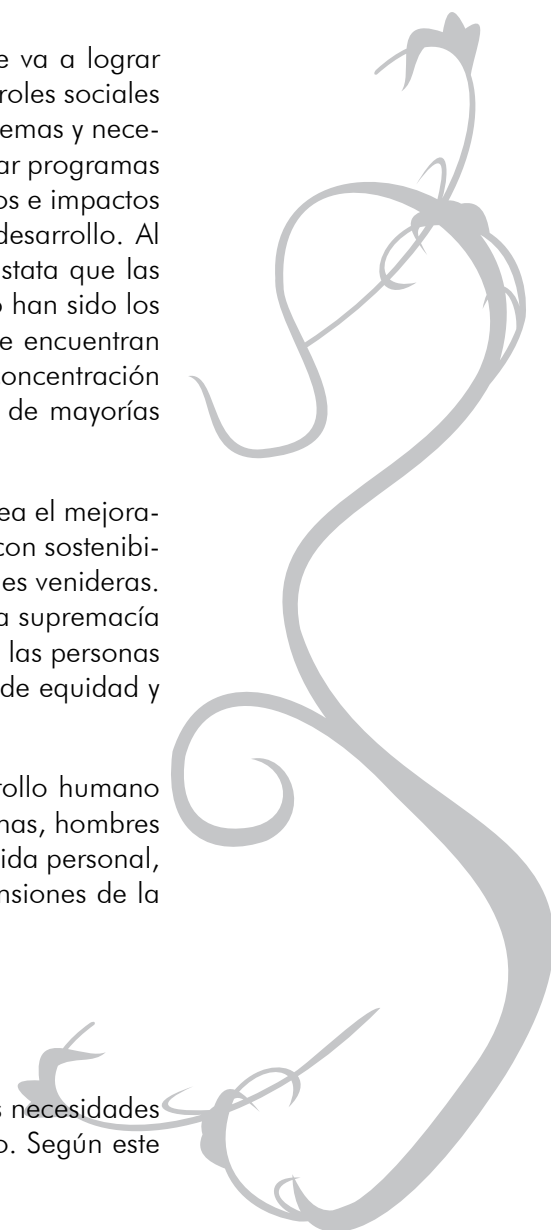 e va a lograr
roles sociales
emas y nece-
ar programas
os e impactos
desarrollo. Al
stata que las
o han sido los
e encuentran
oncentración
de mayorías
ea el mejora-
con sostenibi-
es venideras.
a supremacía
las personas
de equidad y
rollo humano
nas, hombres
ida personal,
nsiones de la
s necesidades
o. Según este